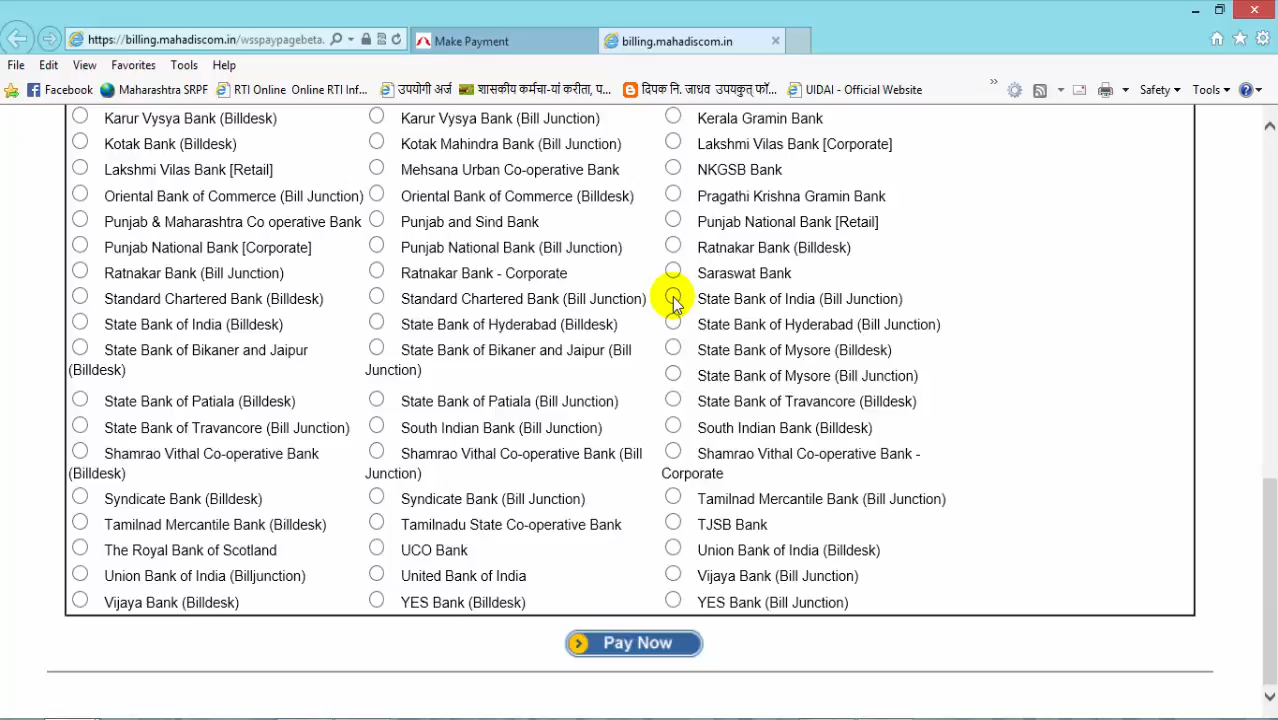 https://billing.mahadiscom.in/wsspaypagebeta.
Make Payment
billing.mahadiscom.in
File Edit View Favorites Tools Help
Facebook Maharashtra SRPF RTI Online Online RTI Inf... उपयोगी अर्ज शासकीय कर्मचा-यां करीता, प... दिपक नि. जाधव उपयकुत् फॉ... UIDAI - Official Website » Safety Tools
Karur Vysya Bank (Billdesk) Karur Vysya Bank (Bill Junction) Kerala Gramin Bank
Kotak Bank (Billdesk) Kotak Mahindra Bank (Bill Junction) Lakshmi Vilas Bank [Corporate]
Lakshmi Vilas Bank [Retail] Mehsana Urban Co-operative Bank NKGSB Bank
Oriental Bank of Commerce (Bill Junction) Oriental Bank of Commerce (Billdesk) Pragathi Krishna Gramin Bank
Punjab & Maharashtra Co operative Bank Punjab and Sind Bank Punjab National Bank [Retail]
Punjab National Bank [Corporate] Punjab National Bank (Bill Junction) Ratnakar Bank (Billdesk)
Ratnakar Bank (Bill Junction) Ratnakar Bank - Corporate Saraswat Bank
Standard Chartered Bank (Billdesk) Standard Chartered Bank (Bill Junction) State Bank of India (Bill Junction)
State Bank of India (Billdesk) State Bank of Hyderabad (Billdesk) State Bank of Hyderabad (Bill Junction)
State Bank of Bikaner and Jaipur State Bank of Bikaner and Jaipur (Bill State Bank of Mysore (Billdesk)
(Billdesk) Junction) State Bank of Mysore (Bill Junction)
State Bank of Patiala (Billdesk) State Bank of Patiala (Bill Junction) State Bank of Travancore (Billdesk)
State Bank of Travancore (Bill Junction) South Indian Bank (Bill Junction) South Indian Bank (Billdesk)
Shamrao Vithal Co-operative Bank Shamrao Vithal Co-operative Bank (Bill Shamrao Vithal Co-operative Bank -
(Billdesk) Junction) Corporate
Syndicate Bank (Billdesk) Syndicate Bank (Bill Junction) Tamilnad Mercantile Bank (Bill Junction)
Tamilnad Mercantile Bank (Billdesk) Tamilnadu State Co-operative Bank TJSB Bank
The Royal Bank of Scotland UCO Bank Union Bank of India (Billdesk)
Union Bank of India (Billjunction) United Bank of India Vijaya Bank (Bill Junction)
Vijaya Bank (Billdesk) YES Bank (Billdesk) YES Bank (Bill Junction)
Pay Now